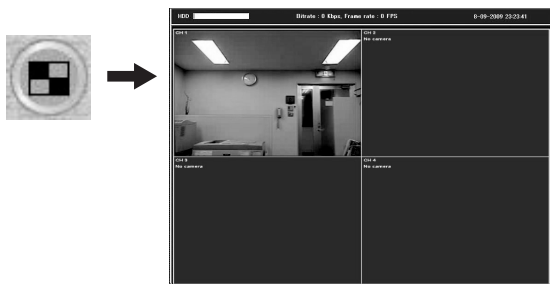 HDD Bitrate : 0 Kbps, Frame rate : 0 FPS 8-09-2009 23:23:41
CH 1 CH 2
No camera
CH 3 CH 4
No camera No camera